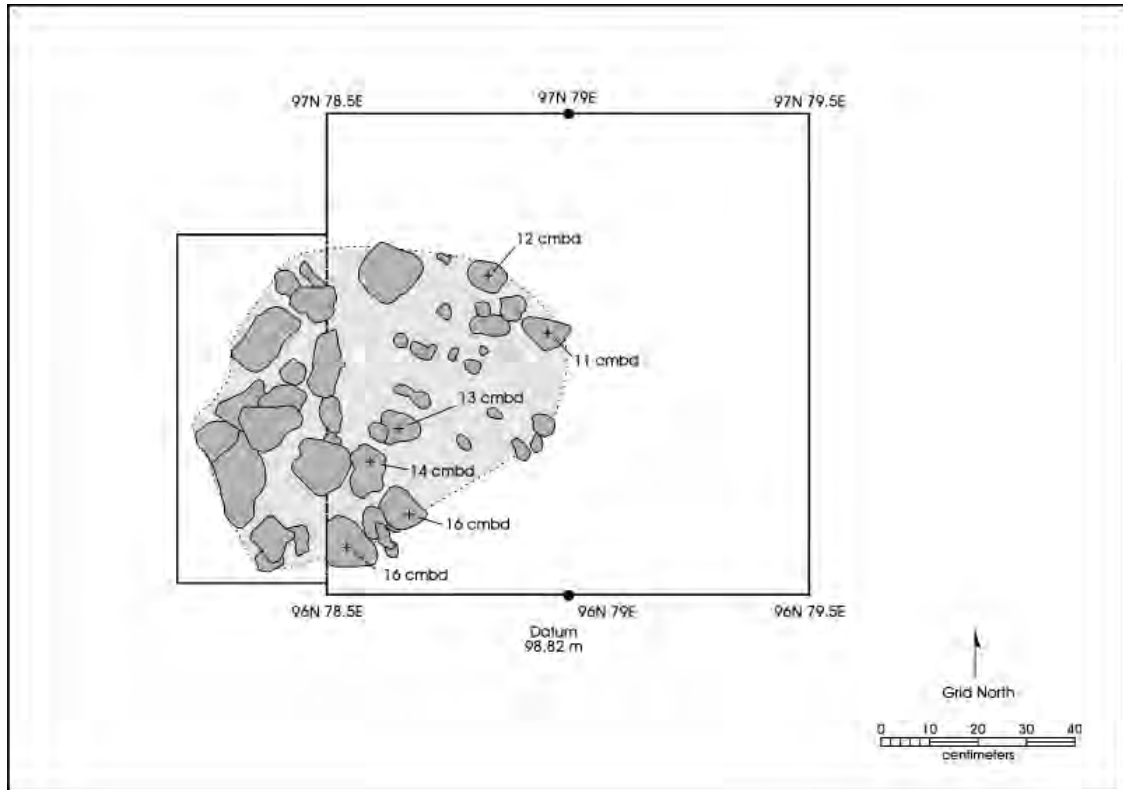 97N 78.5E
97N 79E
97N 79.5E
12 cmbd
11 cmbd
13 cmbd
14 cmbd
16 cmbd
16 cmbd
96N 78.5E
96N 79E
96N 79.5E
Datum
98.82 m
Grid North
0 10 20 30 40
centimeters